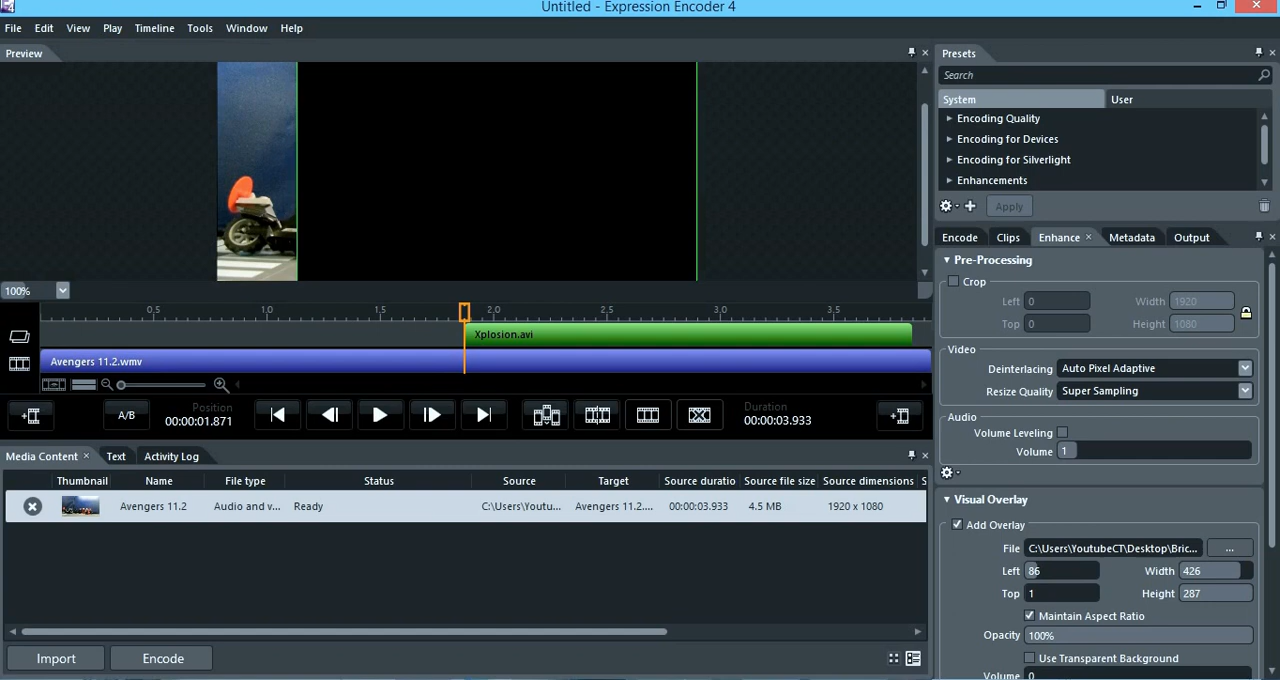 Untitled - Expression Encoder 4
File Edit View Play Timeline Tools Window Help
Preview
100%
0.5 1.0 1.5 2.0 2.5 3.0 3.5
Xplosion.avi
Avengers 11.2.wmv
A/B
Position
00:00:01.871
Duration
00:00:03.933
Media Content Text Activity Log
Thumbnail Name File type Status Source Target Source duratio Source file size Source dimensions S
Avengers 11.2 Audio and v... Ready C:\Users\Youtu... Avengers 11.2.... 00:00:03.933 4.5 MB 1920 x 1080
Import Encode
Presets
Search
System User
Encoding Quality
Encoding for Devices
Encoding for Silverlight
Enhancements
Apply
Encode Clips Enhance Metadata Output
Pre-Processing
Crop
Left 0 Width 1920
Top 0 Height 1080
Video
Deinterlacing Auto Pixel Adaptive
Resize Quality Super Sampling
Audio
Volume Leveling
Volume 1
Visual Overlay
Add Overlay
File C:\Users\YoutubeCT\Desktop\Bric... ...
Left 86 Width 426
Top 1 Height 287
Maintain Aspect Ratio
Opacity 100%
Use Transparent Background
Volume 0